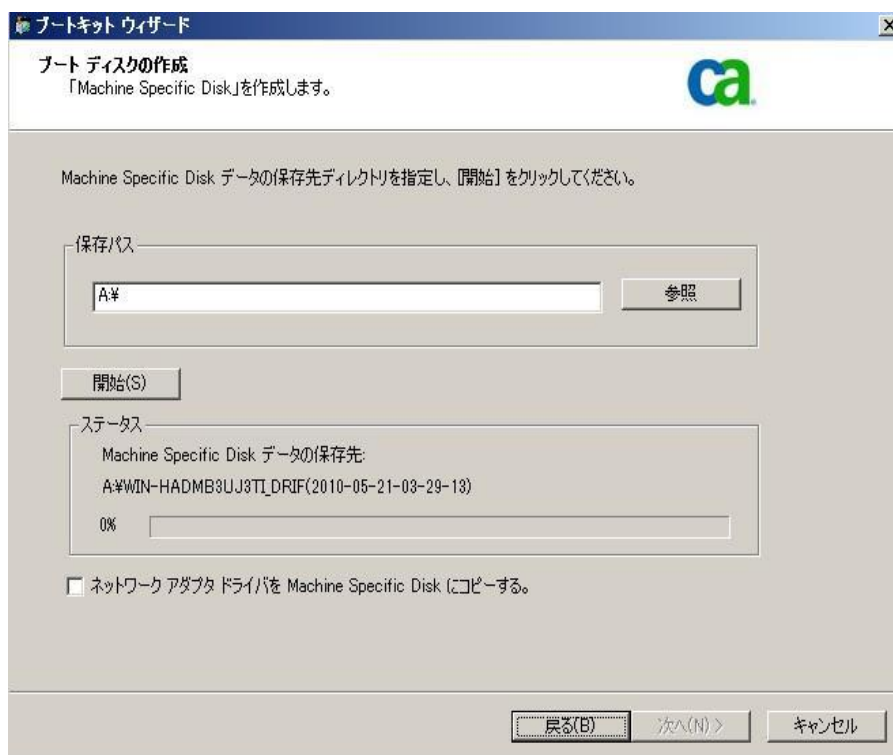 ブートキット ウィザード
ブート ディスクの作成
「Machine Specific Disk」を作成します。
ca
Machine Specific Disk データの保存先ディレクトリを指定し、[開始] をクリックしてください。
保存パス
A:¥
参照
開始(S)
ステータス
Machine Specific Disk データの保存先:
A:¥WIN-HADMB3UJ3TI_DRIF(2010-05-21-03-29-13)
0%
ネットワーク アダプタ ドライバを Machine Specific Disk にコピーする。
戻る(B)
次へ(N) >
キャンセル